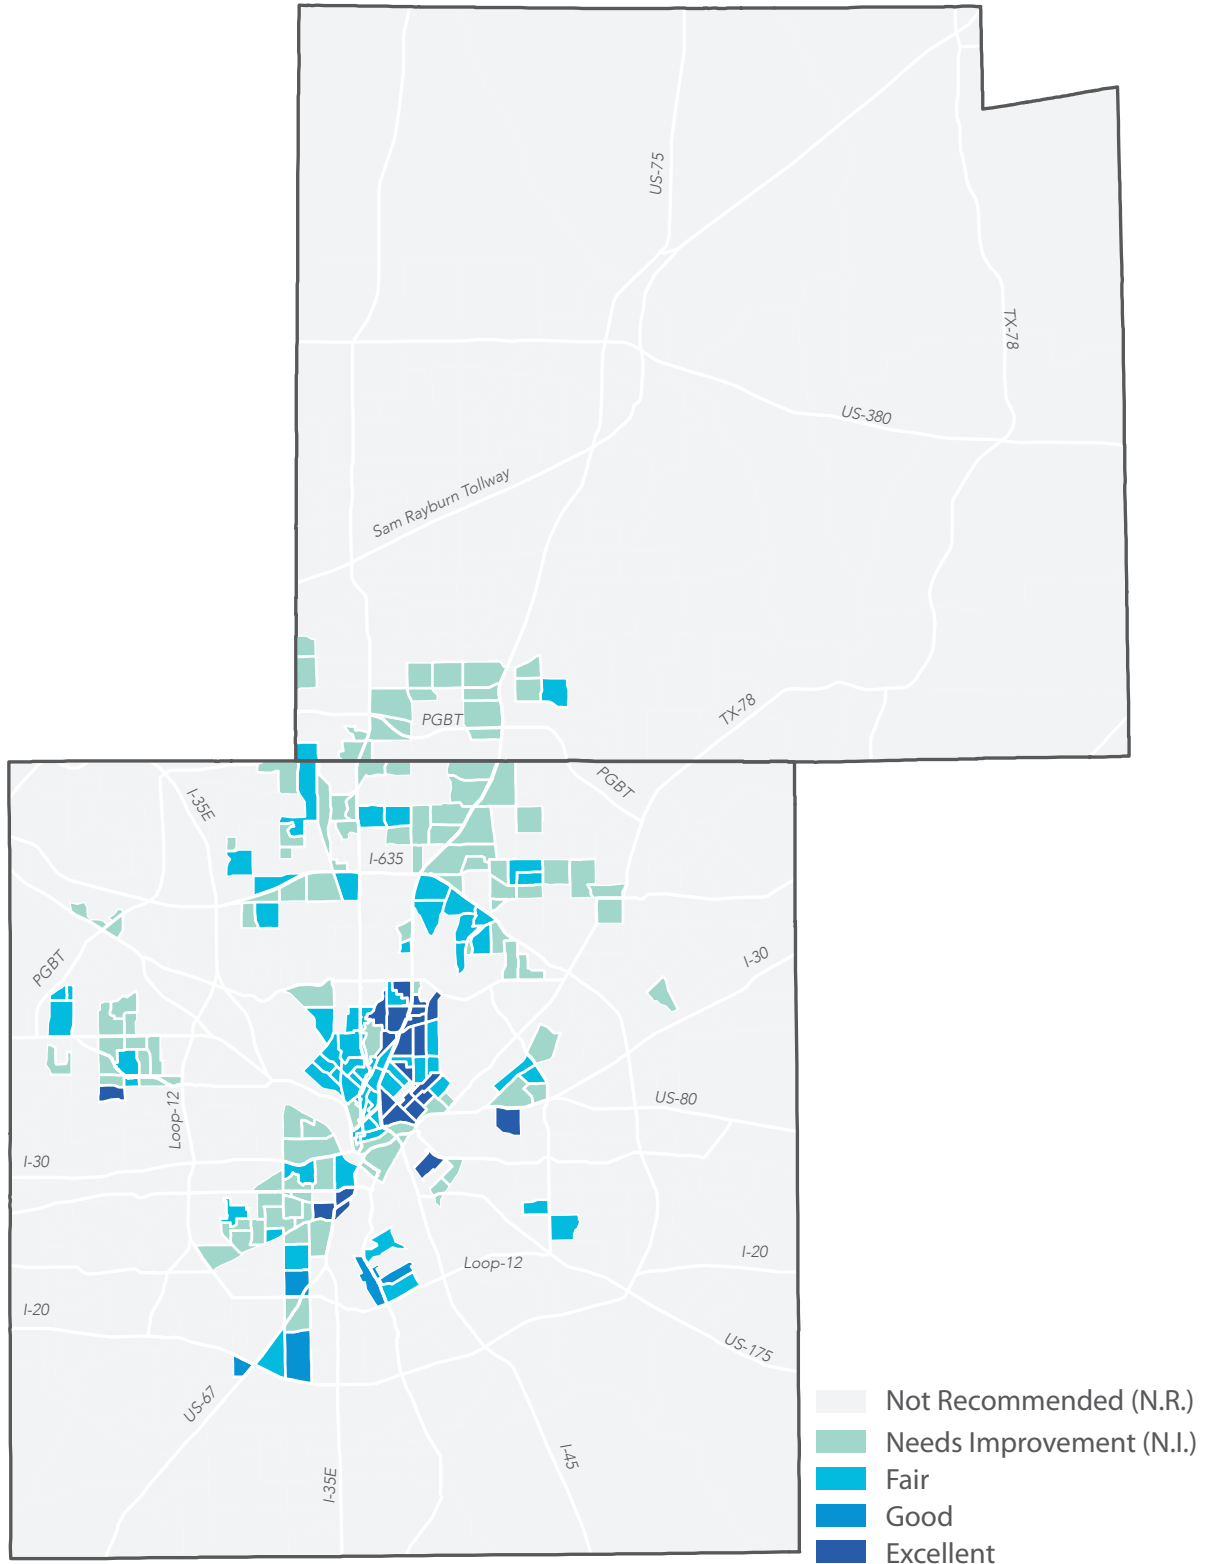 US-75
TX-78
US-380
Sam Rayburn Tollway
PGBT
TX-78
PGBT
I-35E
I-635
PGBT
I-30
US-80
Loop-12
I-30
Loop-12
I-20
I-20
US-175
US-67
I-45
I-35E
Not Recommended (N.R.)
Needs Improvement (N.I.)
Fair
Good
Excellent